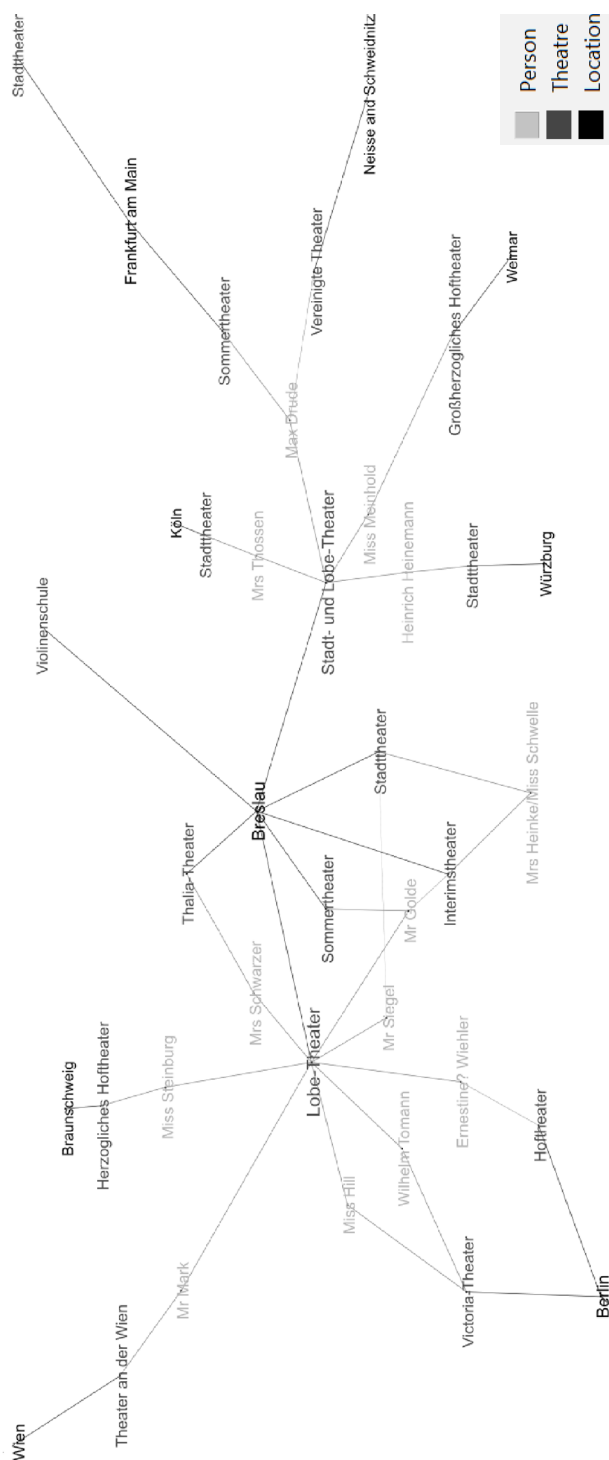 Stadttheater
Neisse and Schweidnitz
Person
Theatre
Location
Frankfurt am Main
Weimar
Vereinigte Theater
Sommertheater
Großherzogliches Hoftheater
Max Drude
Köln
Stadttheater
Mrs Thossen
Miss Meinhold
Heinrich Heinemann
Stadttheater
Würzburg
Stadt- und Lobe-Theater
Violinenschule
Stadttheater
Mrs Heinke/Miss Schwelle
Breslau
Thalia-Theater
Sommertheater
Mr Golde
Interimstheater
Mrs Schwarzer
Mr Siegel
Lobe-Theater
Braunschweig
Herzogliches Hoftheater
Miss Steinburg
Ernestine? Wiehler
Hoftheater
Wilhelm Tomann
Miss Hill
Mr Mark
Victoria-Theater
Berlin
Theater an der Wien
Wien